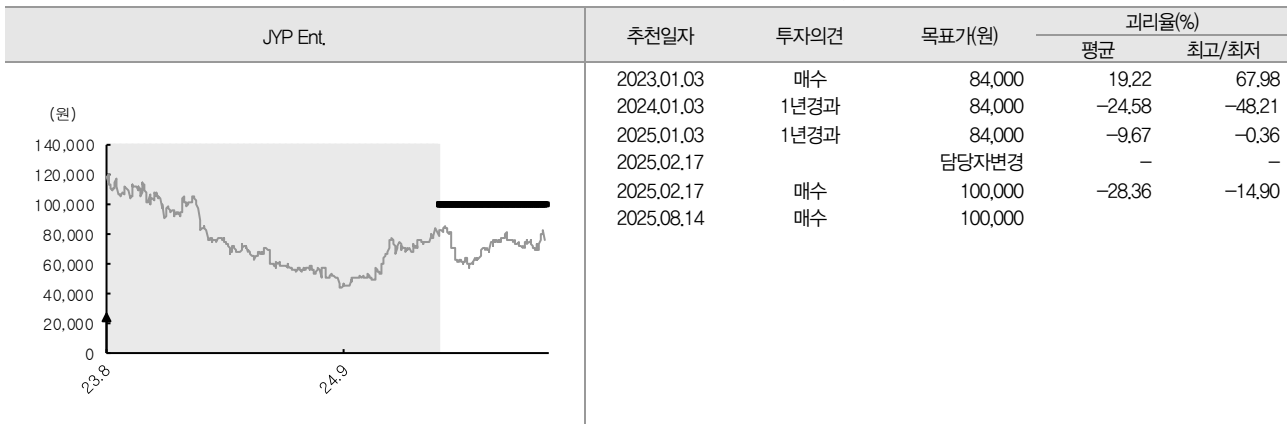 JYP Ent.
(원)
140,000
120,000
100,000
80,000
60,000
40,000
20,000
0
23.8 24.9
추천일자 투자의견 목표가(원) 괴리율(%)
평균 최고/최저
2023.01.03 매수 84,000 19.22 67.98
2024.01.03 1년경과 84,000 -24.58 -48.21
2025.01.03 1년경과 84,000 -9.67 -0.36
2025.02.17 담당자변경 - -
2025.02.17 매수 100,000 -28.36 -14.90
2025.08.14 매수 100,000